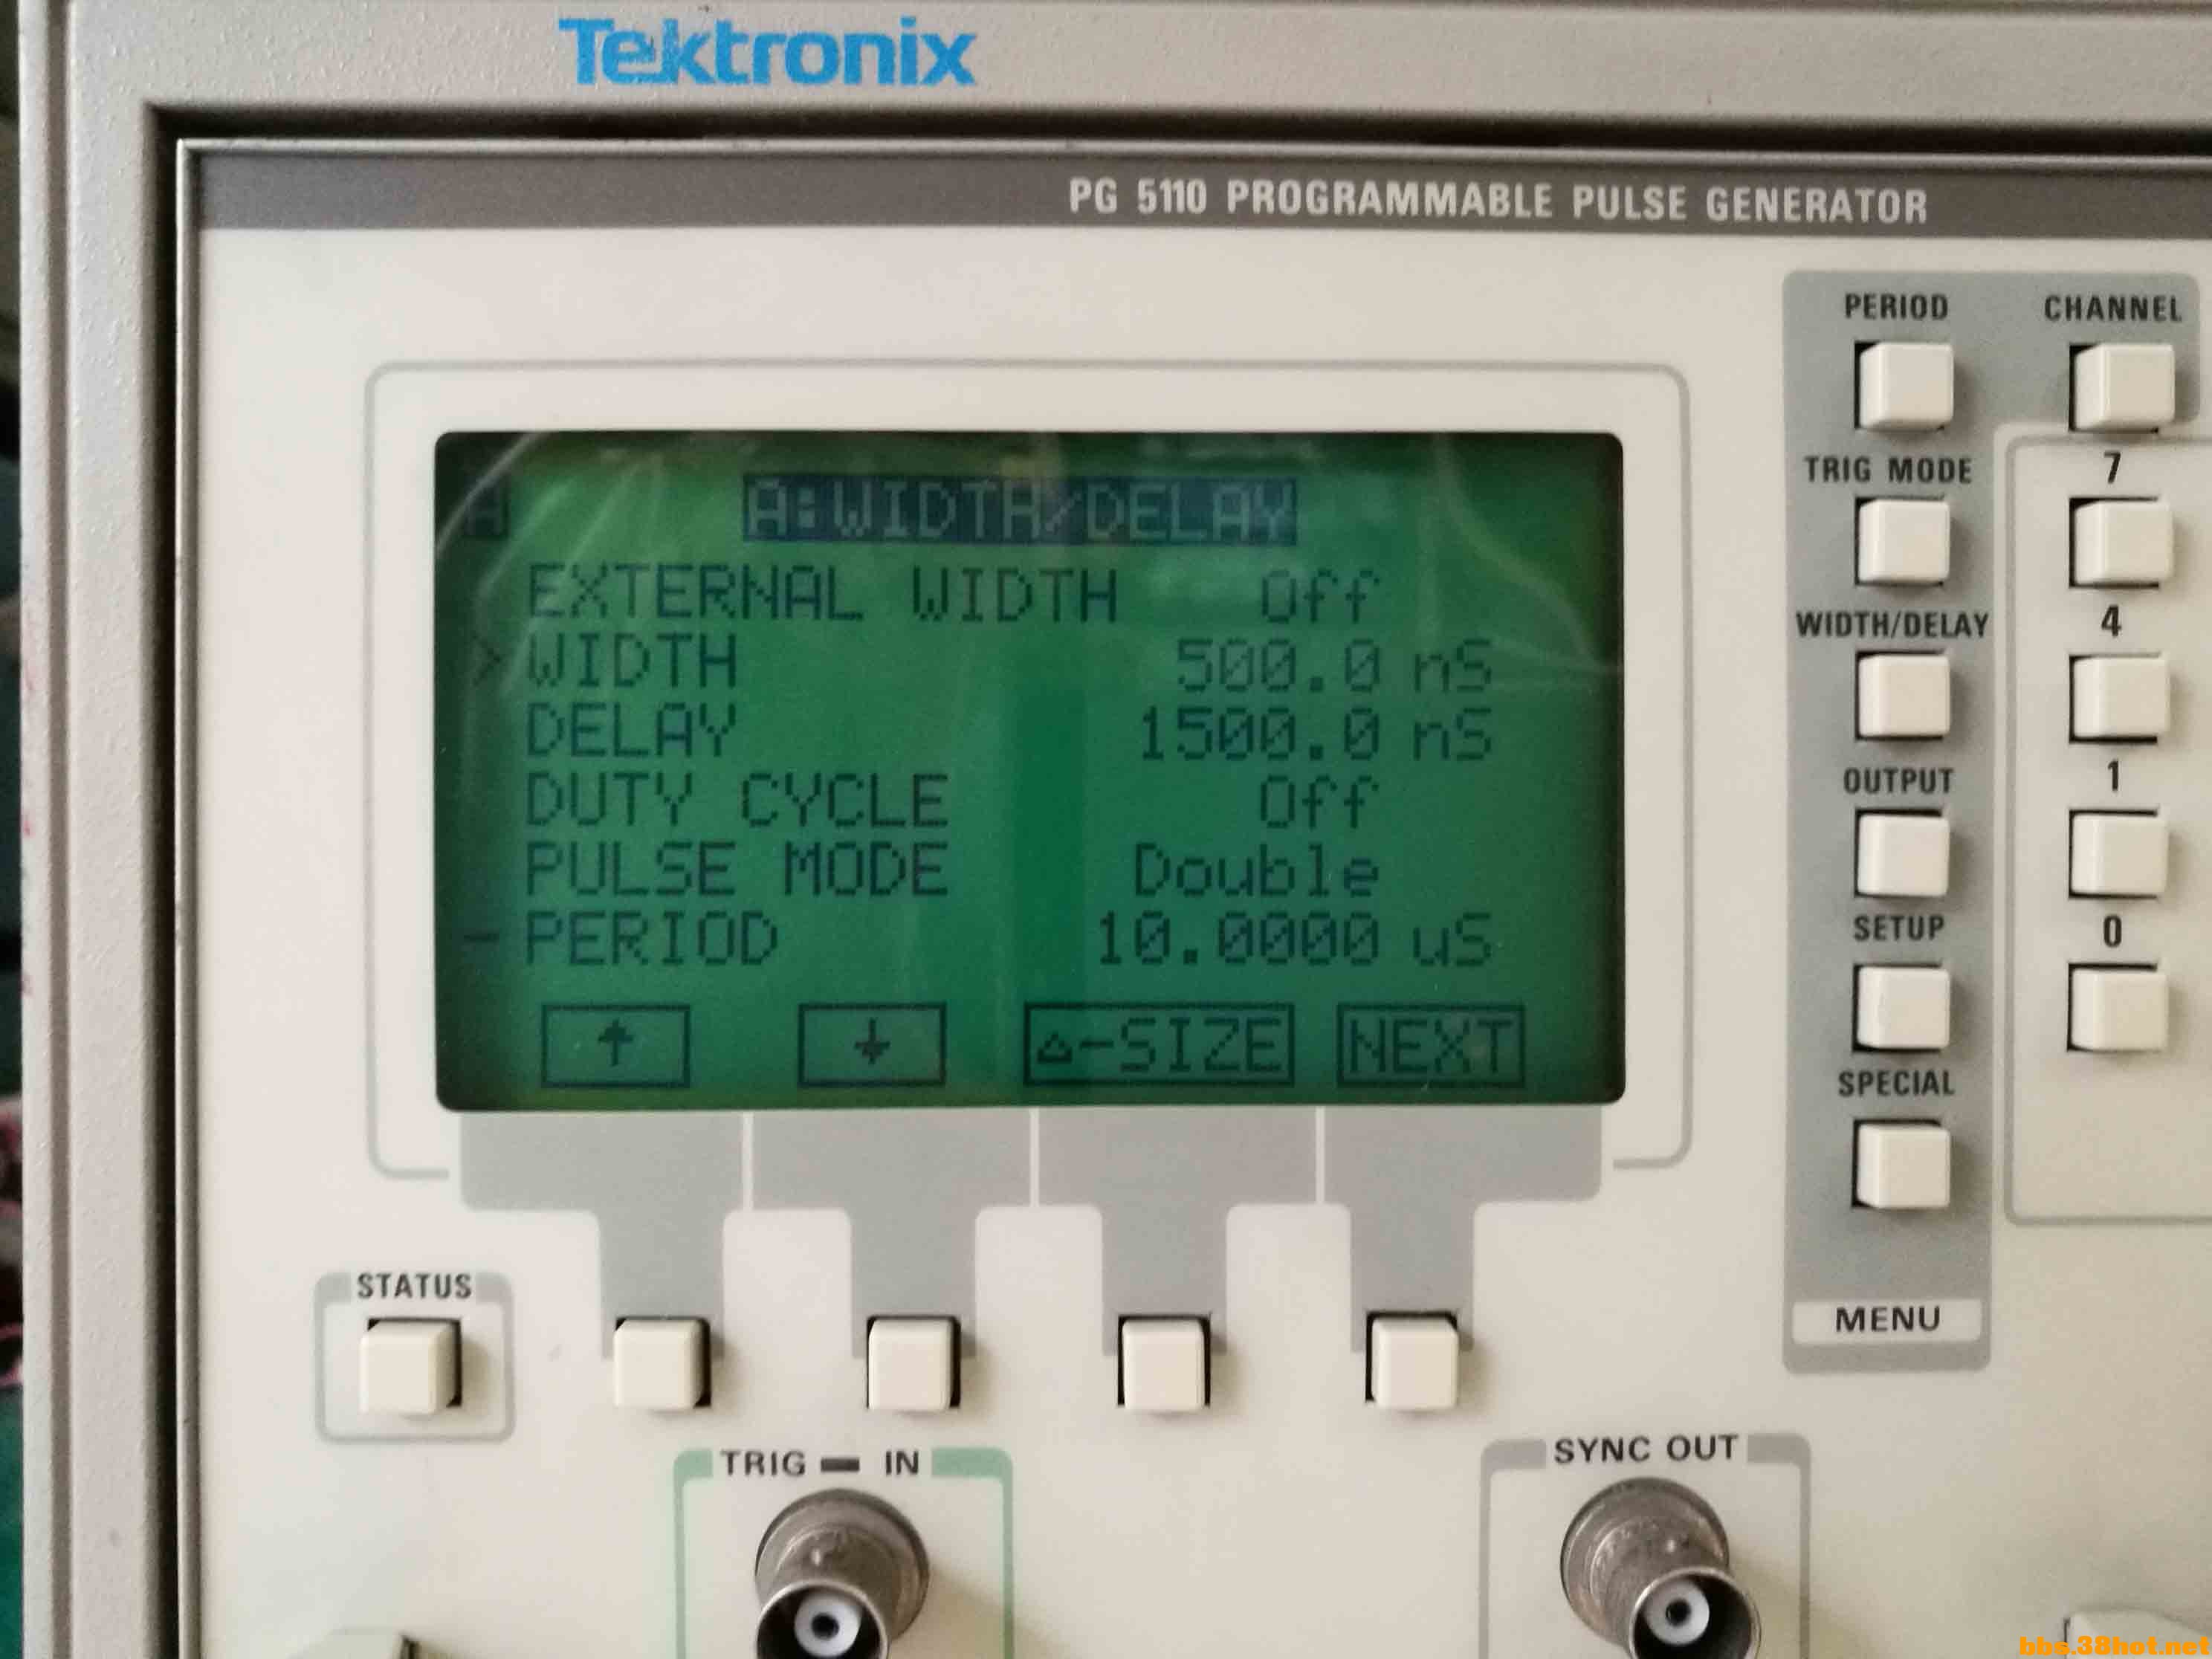 Tektronix
PG 5110 PROGRAMMABLE PULSE GENERATOR
A
A:WIDTH/DELAY
EXTERNAL WIDTH Off
>WIDTH 500.0 nS
DELAY 1500.0 nS
DUTY CYCLE Off
PULSE MODE Double
-PERIOD 10.0000 uS
↑ ↓ △-SIZE NEXT
PERIOD
TRIG MODE
WIDTH/DELAY
OUTPUT
SETUP
SPECIAL
MENU
CHANNEL
7
4
1
0
STATUS
TRIG IN
SYNC OUT
bbs.38hot.net